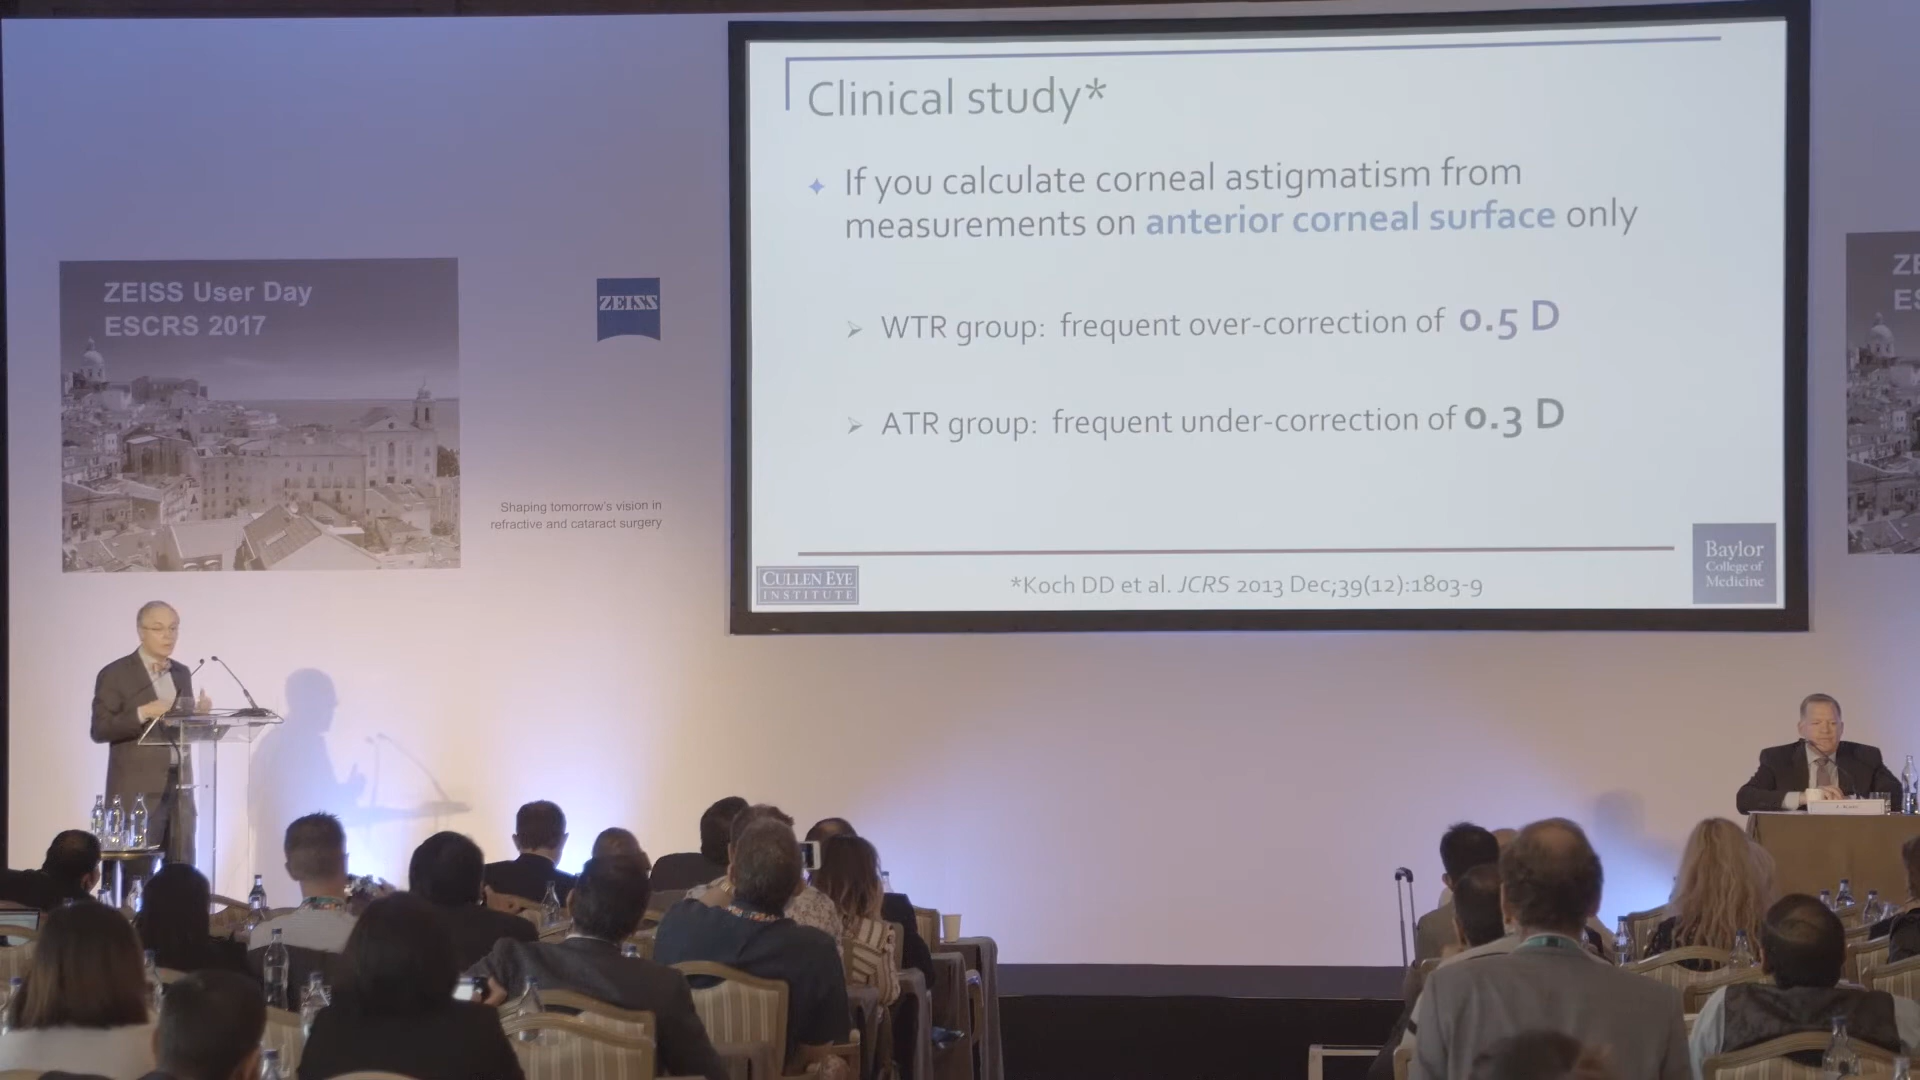 Clinical study*
✦ If you calculate corneal astigmatism from
measurements on anterior corneal surface only
➢ WTR group: frequent over-correction of 0.5 D
➢ ATR group: frequent under-correction of 0.3 D
CULLEN EYE
INSTITUTE
*Koch DD et al. JCRS 2013 Dec;39(12):1803-9
Baylor
College of
Medicine
ZEISS User Day
ESCRS 2017
ZEISS
Shaping tomorrow's vision in
refractive and cataract surgery
ZE
ES